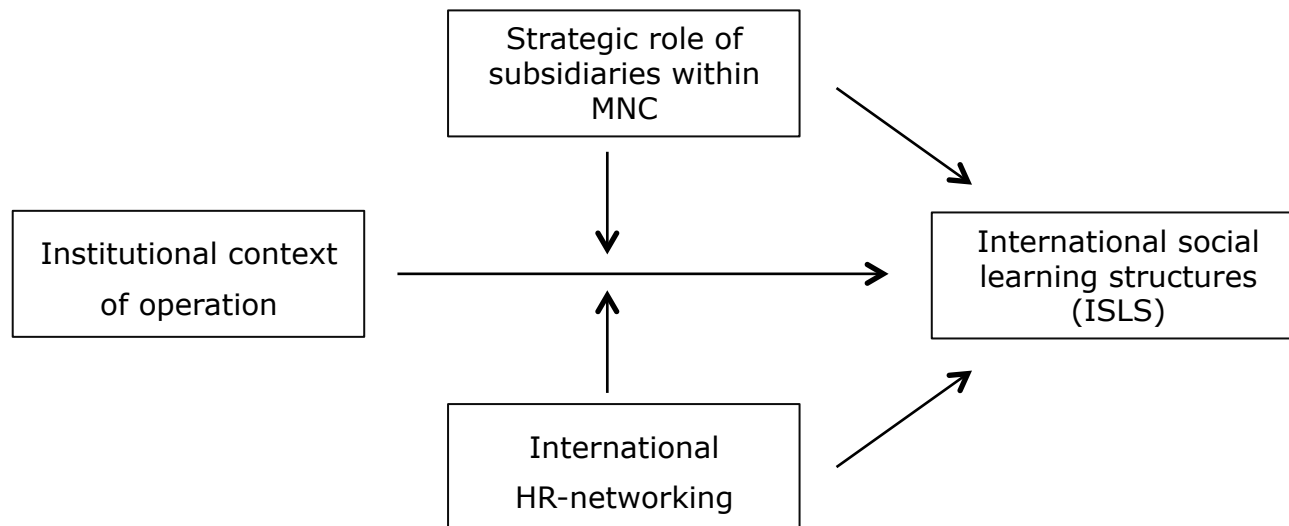 Strategic role of
subsidiaries within
MNC
Institutional context
of operation
International social
learning structures
(ISLS)
International
HR-networking